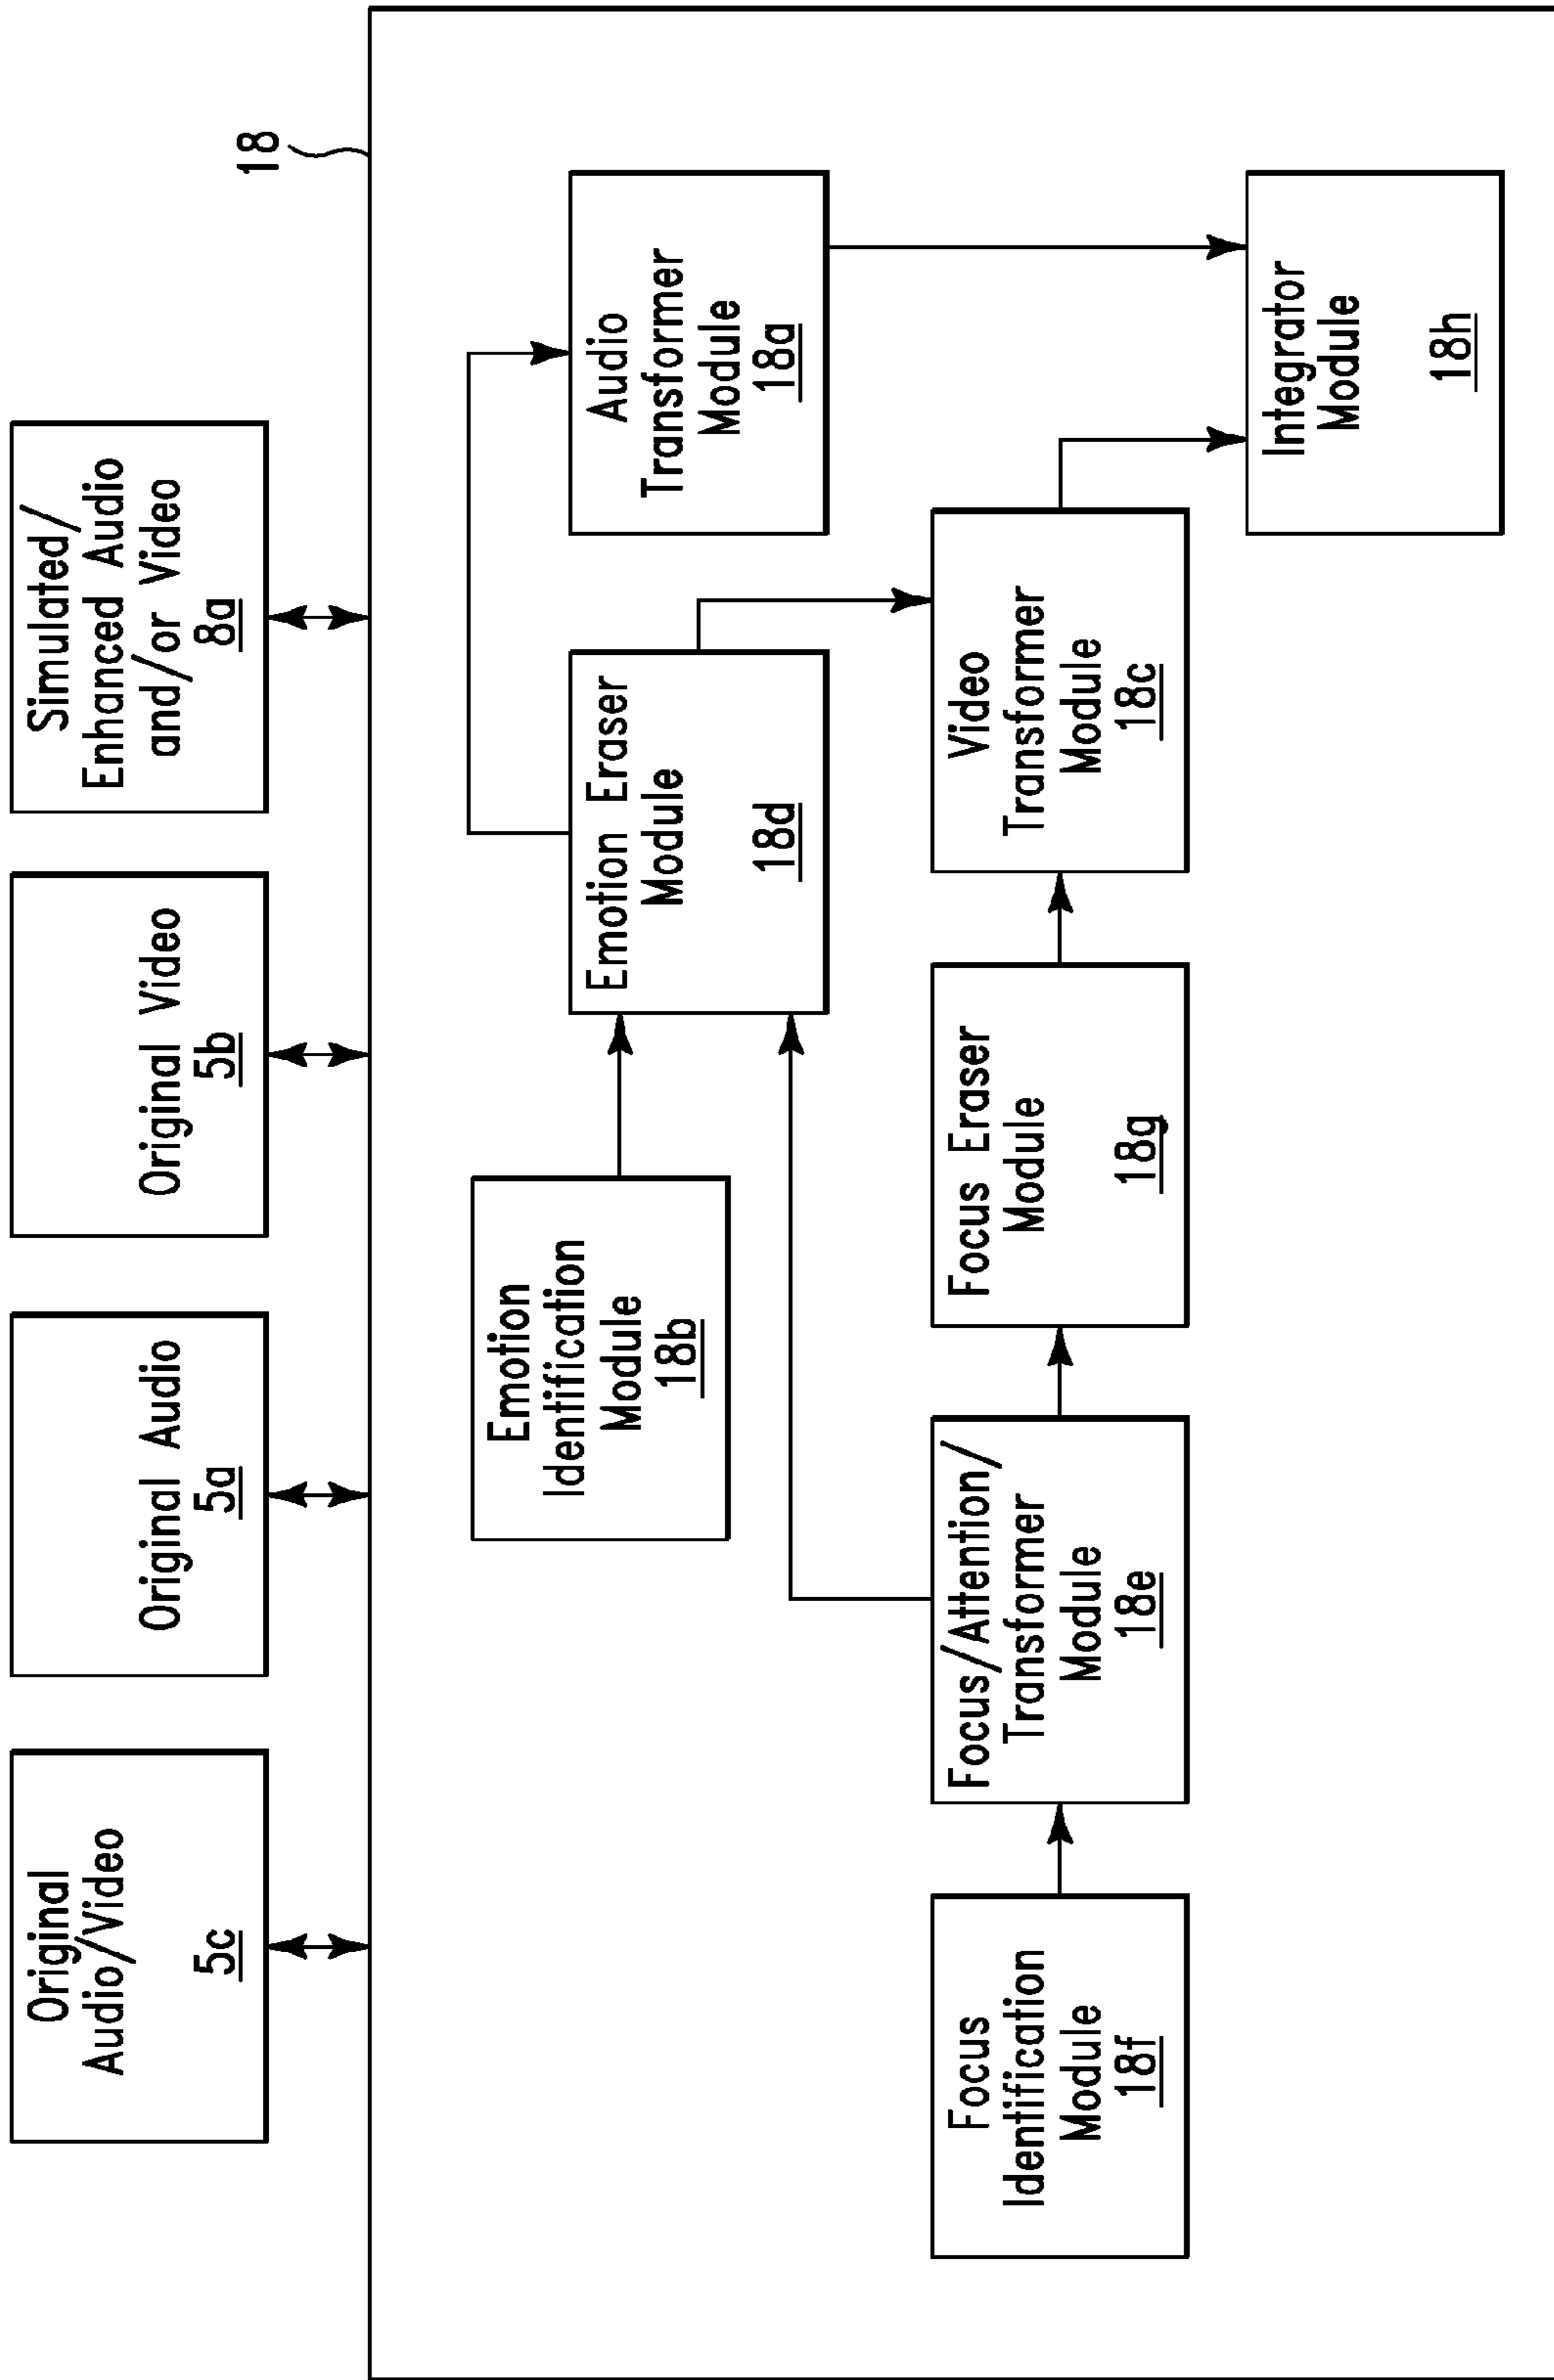 Original
Audio/Video
5c
Original Audio
5a
Original Video
5b
Simulated/
Enhanced Audio
and/or Video
8a
18
Emotion
Identification
Module
18b
Emotion Eraser
Module
18d
Audio
Transformer
Module
18a
Focus
Identification
Module
18f
Focus/Attention/
Transformer
Module
18e
Focus Eraser
Module
18g
Video
Transformer
Module
18c
Integrator
Module
18h